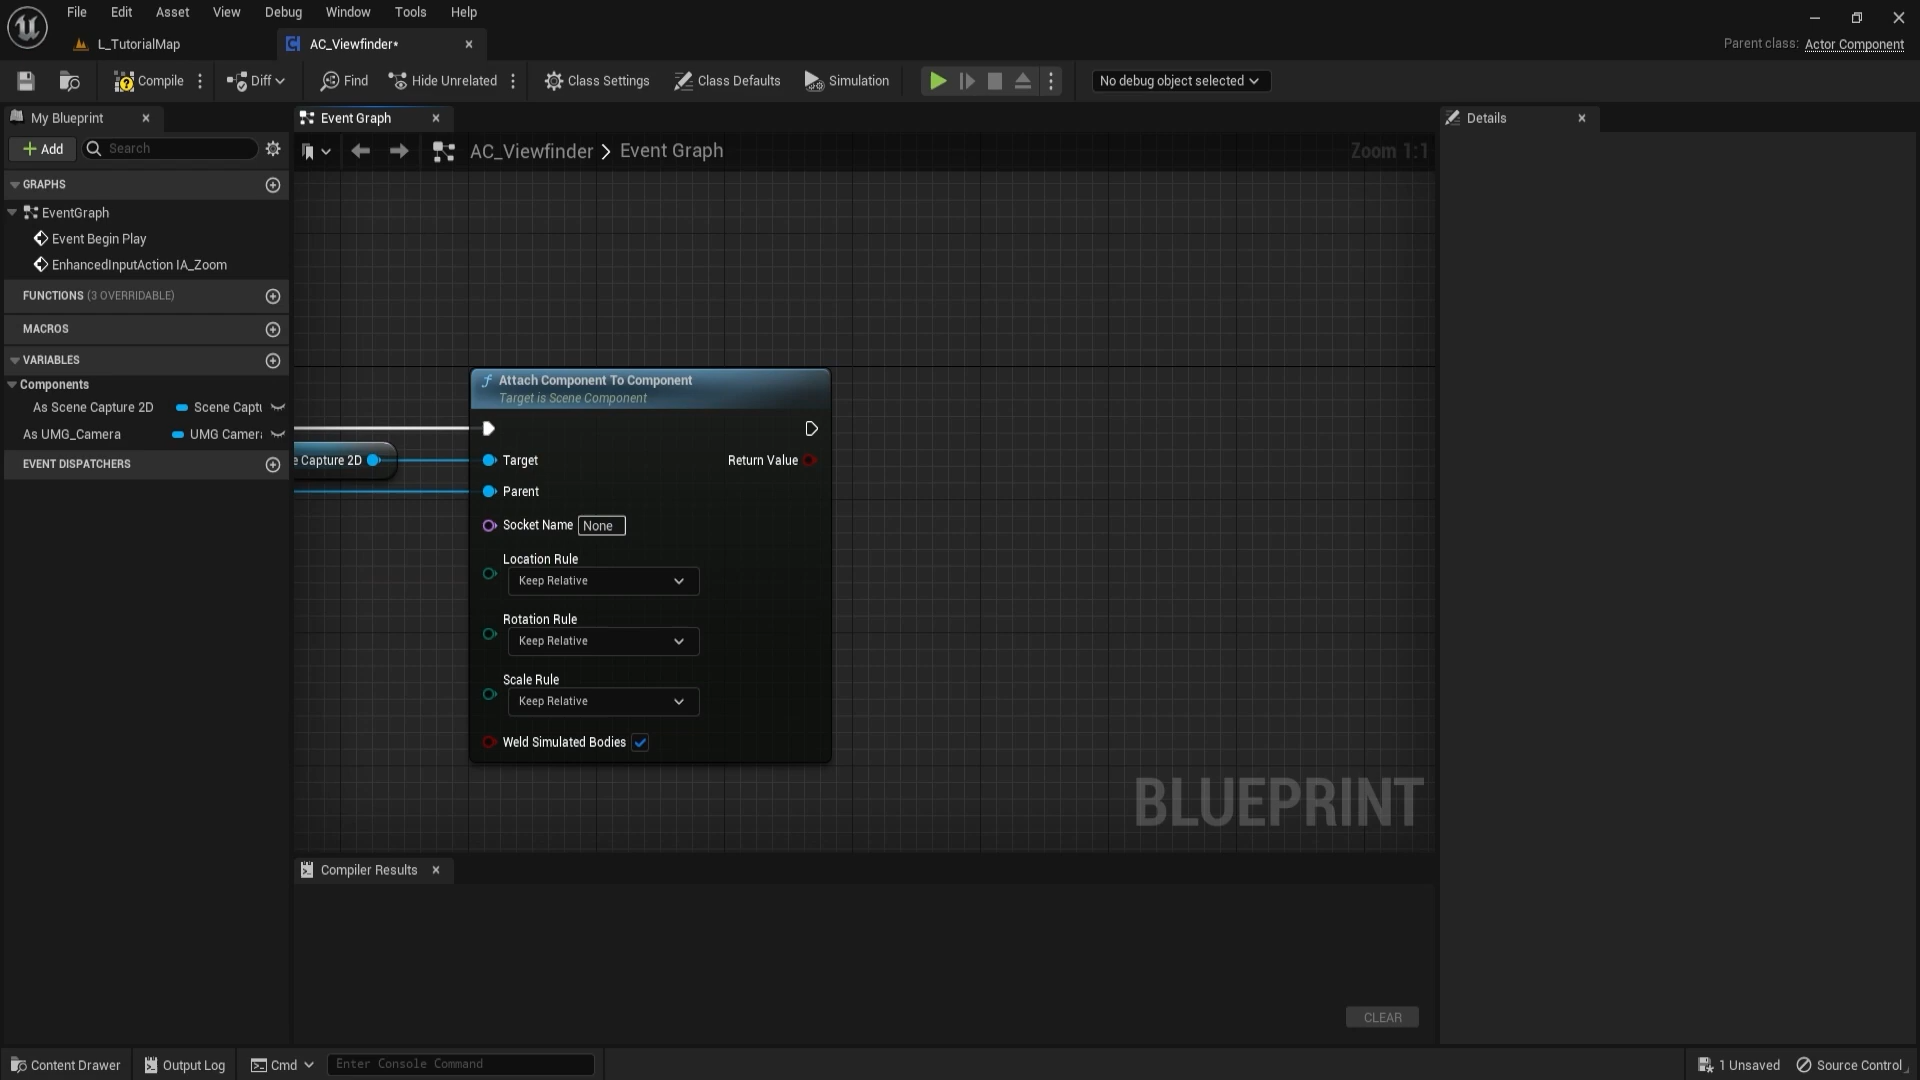 File Edit Asset View Debug Window Tools Help
L_TutorialMap AC_Viewfinder*
Parent class: Actor Component
Compile Diff Find Hide Unrelated Class Settings Class Defaults Simulation No debug object selected
My Blueprint Event Graph Details
Add Search AC_Viewfinder > Event Graph Zoom 1:1
GRAPHS
EventGraph
Event Begin Play
EnhancedInputAction IA_Zoom
FUNCTIONS (3 OVERRIDABLE)
MACROS
VARIABLES
Components
As Scene Capture 2D Scene Captu
As UMG_Camera UMG Camer
EVENT DISPATCHERS
Attach Component To Component
Target is Scene Component
e Capture 2D Target Return Value
Parent
Socket Name None
Location Rule
Keep Relative
Rotation Rule
Keep Relative
Scale Rule
Keep Relative
Weld Simulated Bodies
BLUEPRINT
Compiler Results
CLEAR
Content Drawer Output Log Cmd Enter Console Command 1 Unsaved Source Control